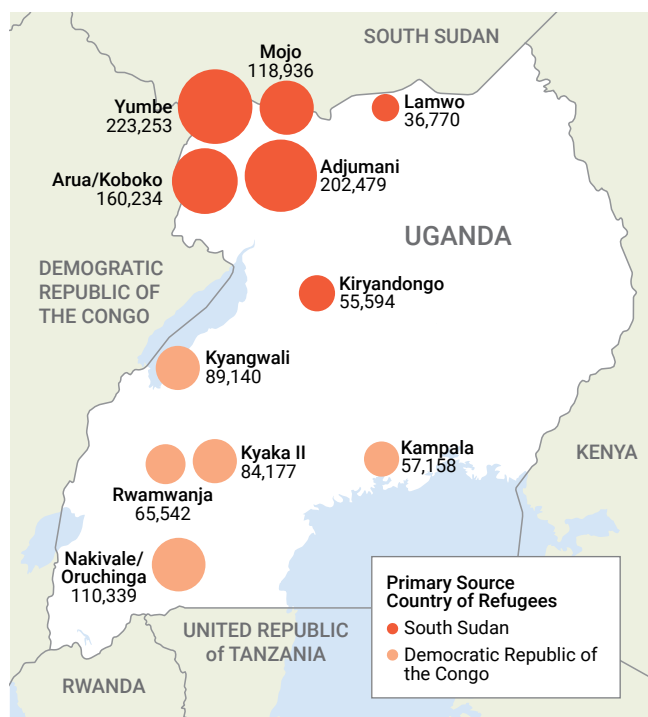 SOUTH SUDAN
Mojo
118,936
Yumbe
223,253
Lamwo
36,770
Arua/Koboko
160,234
Adjumani
202,479
UGANDA
DEMOCRATIC
REPUBLIC OF
THE CONGO
Kiryandongo
55,594
Kyangwali
89,140
Kyaka II
84,177
Kampala
57,158
KENYA
Rwamwanja
65,542
Nakivale/
Oruchinga
110,339
UNITED REPUBLIC
of TANZANIA
RWANDA
Primary Source
Country of Refugees
South Sudan
Democratic Republic of
the Congo